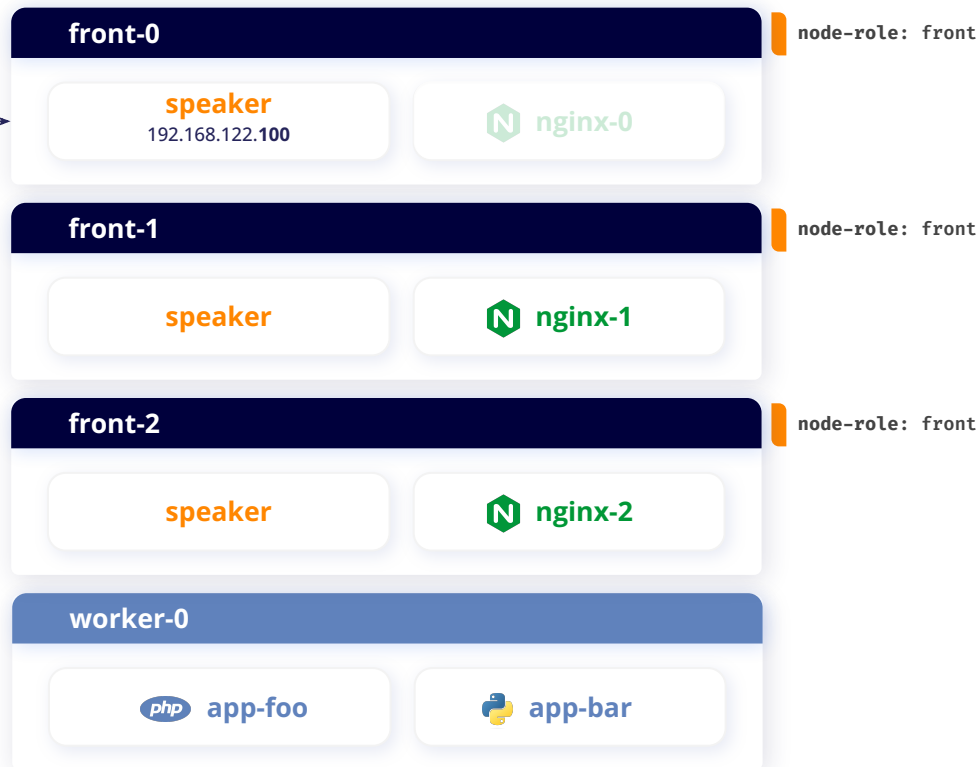 front-0
node-role: front
speaker
192.168.122.100
N nginx-0
front-1
node-role: front
speaker
N nginx-1
front-2
node-role: front
speaker
N nginx-2
worker-0
php app-foo
app-bar